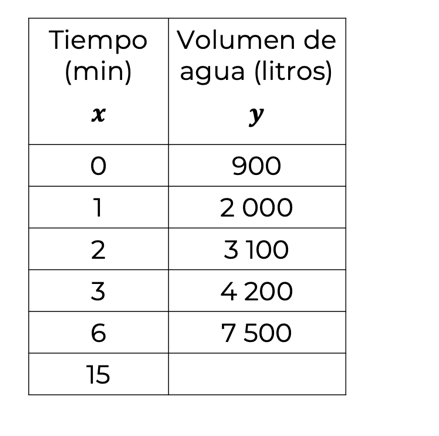 Tiempo Volumen de
(min) agua (litros)
x y
0 900
1 2 000
2 3 100
3 4 200
6 7 500
15